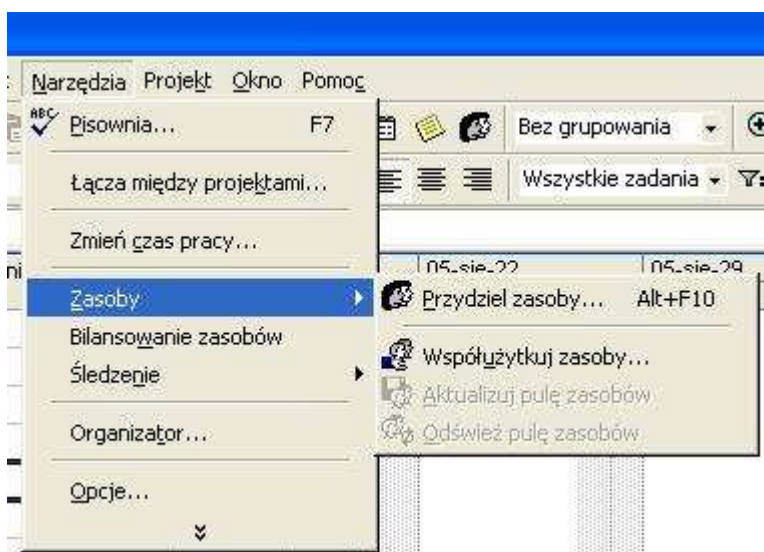 Narzędzia Projekt Okno Pomoc
ABC Pisownia... F7
Bez grupowania
Łącza między projektami...
Wszystkie zadania
Zmień czas pracy...
05-sie-22 05-sie-29
Zasoby
Przydziel zasoby... Alt+F10
Bilansowanie zasobów
Współużytkuj zasoby...
Śledzenie
Aktualizuj pulę zasobów
Organizator...
Odśwież pulę zasobów
Opcje...